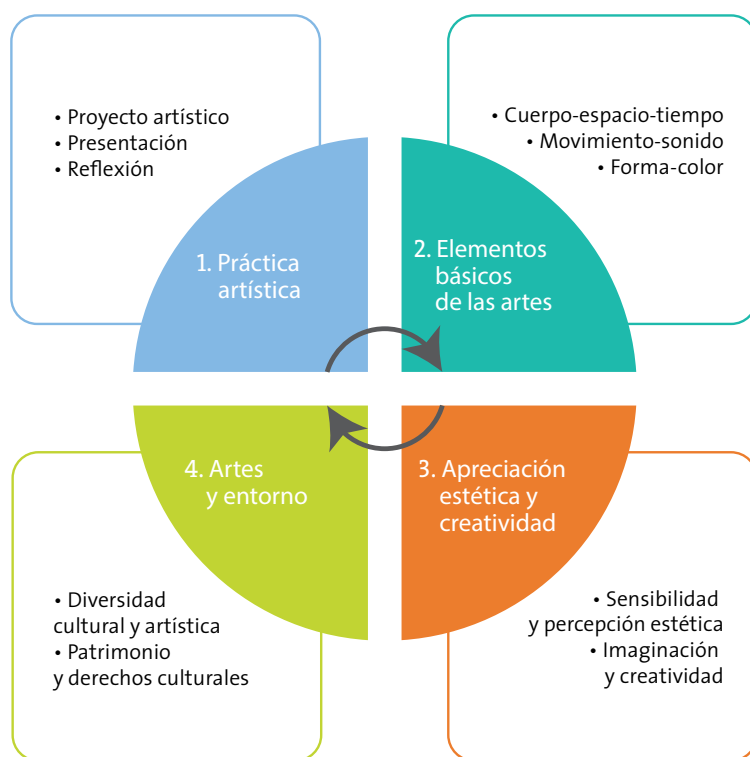 • Proyecto artístico
• Presentación
• Reflexión
1. Práctica
artística
• Cuerpo-espacio-tiempo
• Movimiento-sonido
• Forma-color
2. Elementos
básicos
de las artes
3. Apreciación
estética y
creatividad
• Sensibilidad
y percepción estética
• Imaginación
y creatividad
4. Artes
y entorno
• Diversidad
cultural y artística
• Patrimonio
y derechos culturales